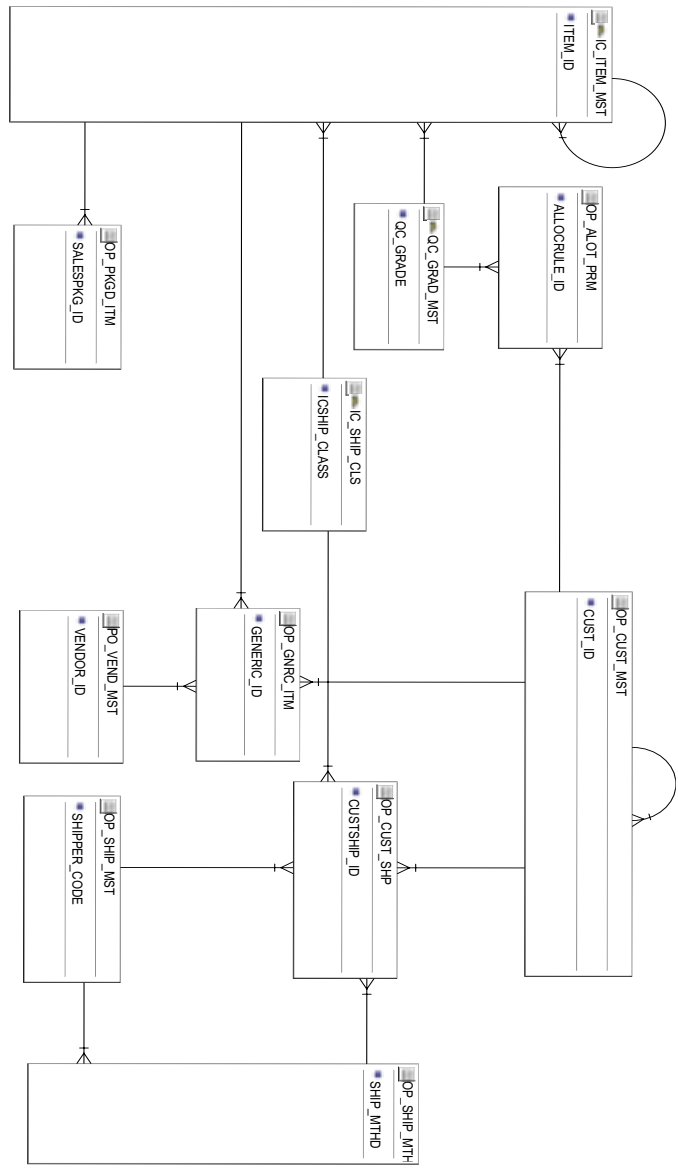 IC_ITEM_MST
ITEM_ID
OP_ALOT_PRM
ALLOCRULE_ID
OP_CUST_MST
CUST_ID
QC_GRAD_MST
QC_GRADE
IC_SHIP_CLS
ICSHIP_CLASS
OP_CUST_SHP
CUSTSHIP_ID
OP_SHIP_MTH
SHIP_MTHD
OP_GNRC_ITM
GENERIC_ID
OP_PKGD_ITM
SALESPKG_ID
PO_VEND_MST
VENDOR_ID
OP_SHIP_MST
SHIPPER_CODE